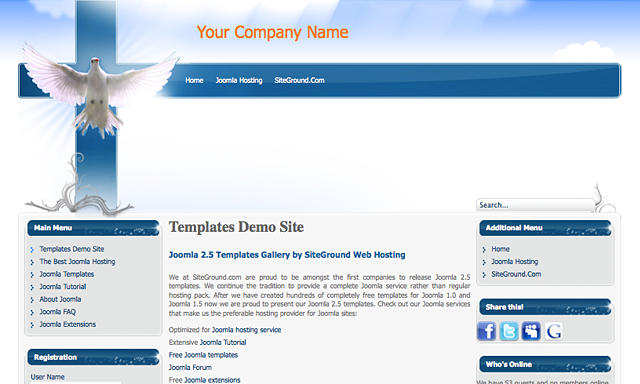 Your Company Name
Home Joomla Hosting SiteGround.Com
Search...
Main Menu
Templates Demo Site
The Best Joomla Hosting
Joomla Templates
Joomla Tutorial
About Joomla
Joomla FAQ
Joomla Extensions
Registration
User Name
Templates Demo Site
Joomla 2.5 Templates Gallery by SiteGround Web Hosting
We at SiteGround.com are proud to be amongst the first companies to release Joomla 2.5
templates. We continue the tradition to provide a complete Joomla service rather than regular
hosting pack. After we have created hundreds of completely free templates for Joomla 1.0 and
Joomla 1.5 now we are proud to present our Joomla 2.5 templates. Check out our Joomla services
that make us the preferable hosting provider for Joomla sites:
Optimized for Joomla hosting service
Extensive Joomla Tutorial
Free Joomla templates
Joomla Forum
Free Joomla extensions
Additional Menu
Home
Joomla Hosting
SiteGround.Com
Share this!
Who's Online
We have 53 guests and no members online